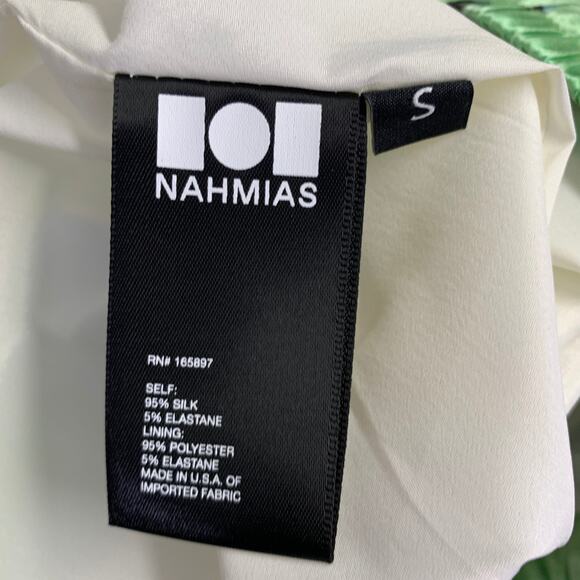 S
NAHMIAS
RN# 165897
SELF:
95% SILK
5% ELASTANE
LINING:
95% POLYESTER
5% ELASTANE
MADE IN U.S.A. OF
IMPORTED FABRIC